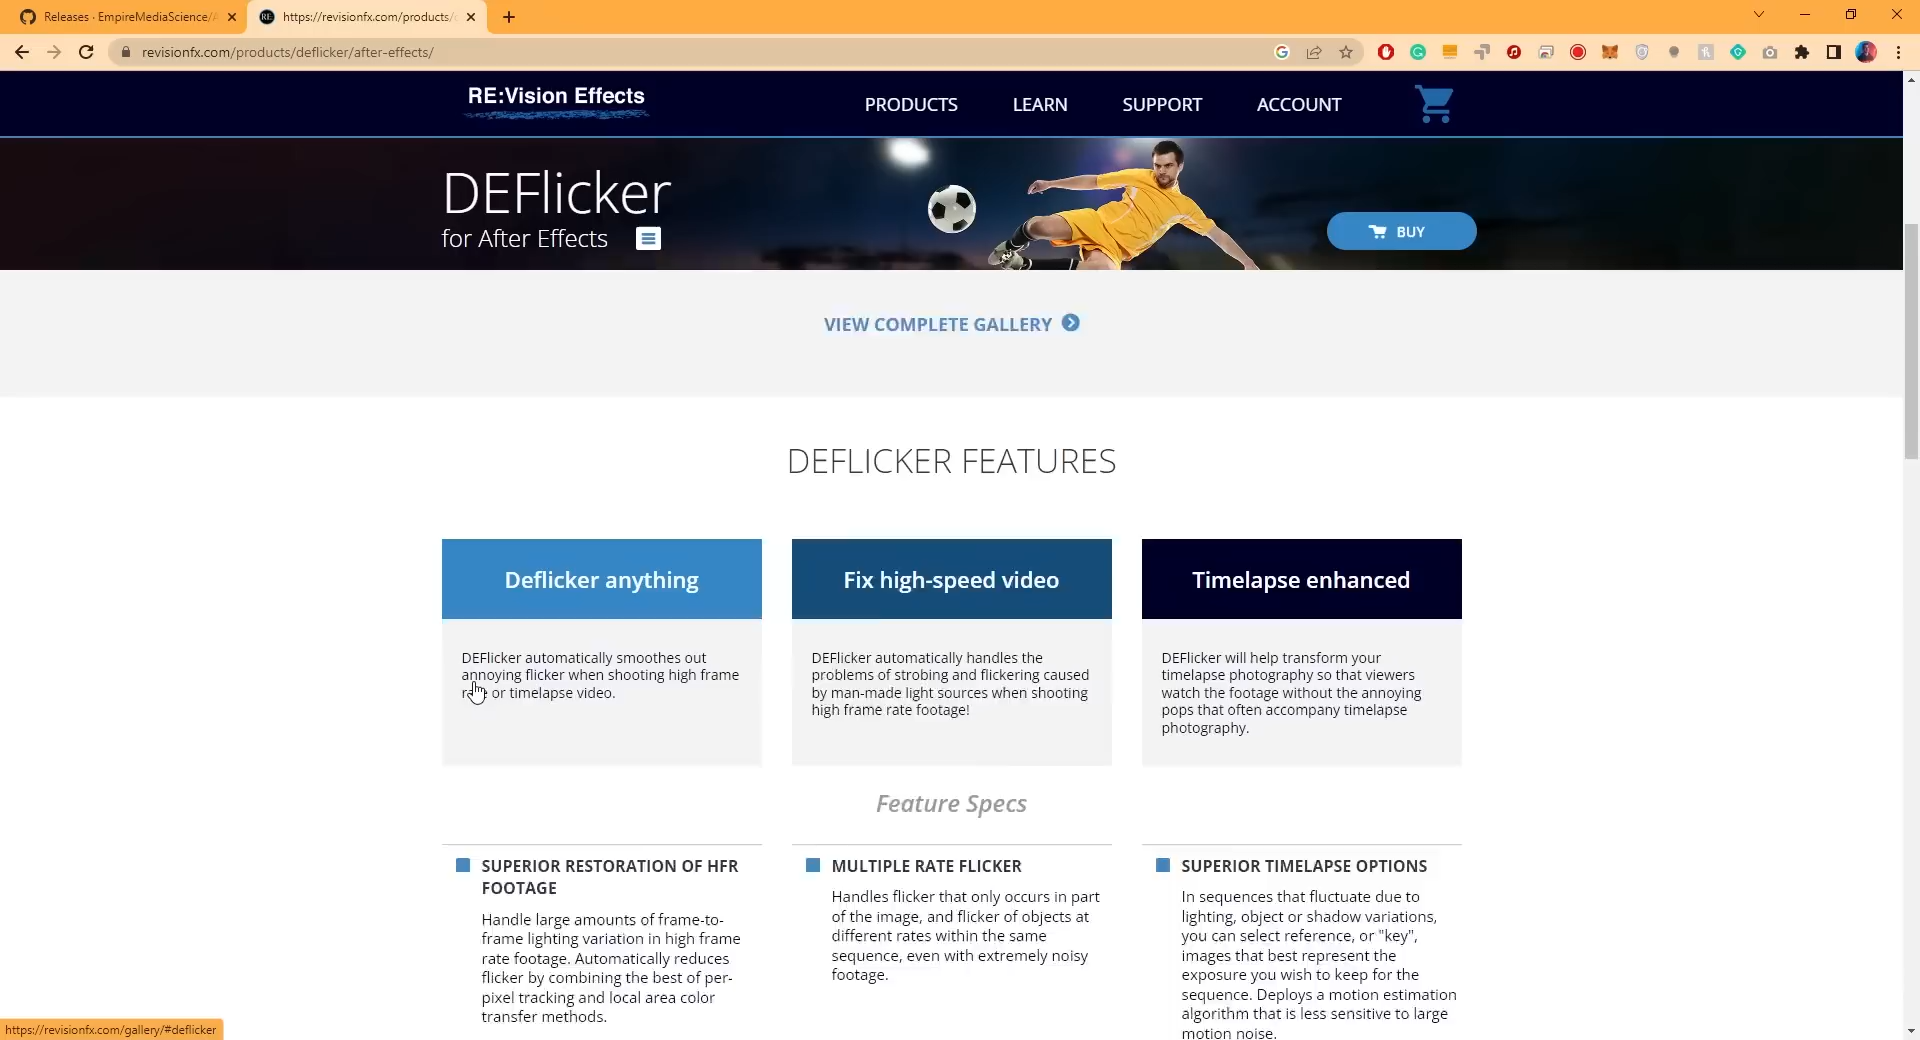 Releases · EmpireMediaScience/A
https://revisionfx.com/products/d
revisionfx.com/products/deflicker/after-effects/
RE:Vision Effects
PRODUCTS
LEARN
SUPPORT
ACCOUNT
DEFlicker
for After Effects
BUY
VIEW COMPLETE GALLERY
DEFLICKER FEATURES
Deflicker anything
DEFlicker automatically smoothes out
annoying flicker when shooting high frame
or timelapse video.
Fix high-speed video
DEFlicker automatically handles the
problems of strobing and flickering caused
by man-made light sources when shooting
high frame rate footage!
Timelapse enhanced
DEFlicker will help transform your
timelapse photography so that viewers
watch the footage without the annoying
pops that often accompany timelapse
photography.
Feature Specs
SUPERIOR RESTORATION OF HFR
FOOTAGE
Handle large amounts of frame-to-
frame lighting variation in high frame
rate footage. Automatically reduces
flicker by combining the best of per-
pixel tracking and local area color
transfer methods.
MULTIPLE RATE FLICKER
Handles flicker that only occurs in part
of the image, and flicker of objects at
different rates within the same
sequence, even with extremely noisy
footage.
SUPERIOR TIMELAPSE OPTIONS
In sequences that fluctuate due to
lighting, object or shadow variations,
you can select reference, or "key",
images that best represent the
exposure you wish to keep for the
sequence. Deploys a motion estimation
algorithm that is less sensitive to large
motion noise.
https://revisionfx.com/gallery/#deflicker